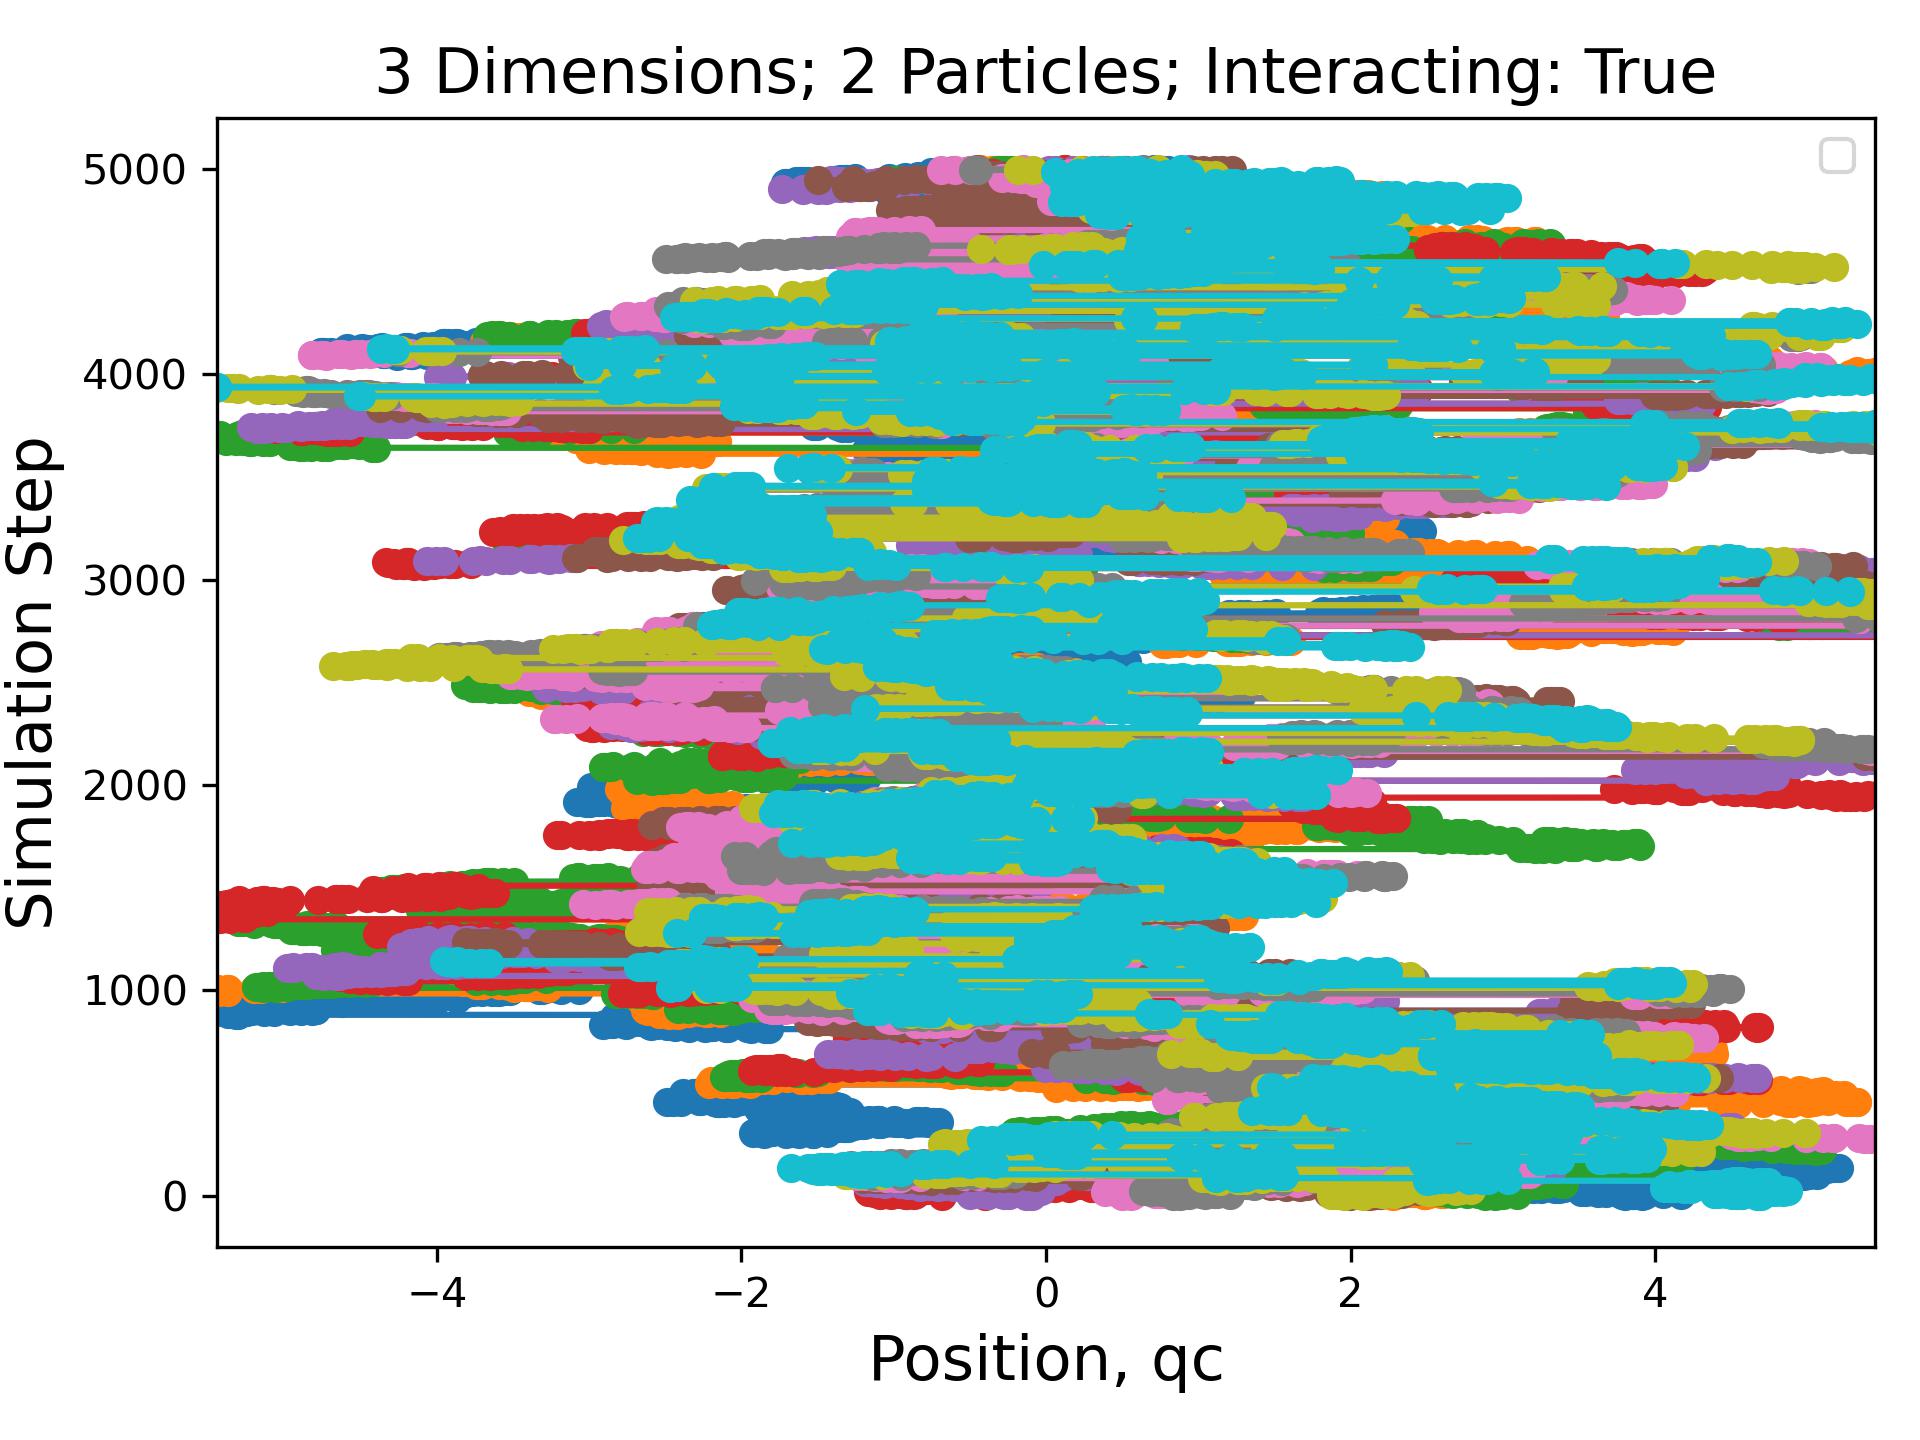 3 Dimensions; 2 Particles; Interacting: True
Simulation Step
5000
4000
3000
2000
1000
0
−4 −2 0 2 4
Position, qc